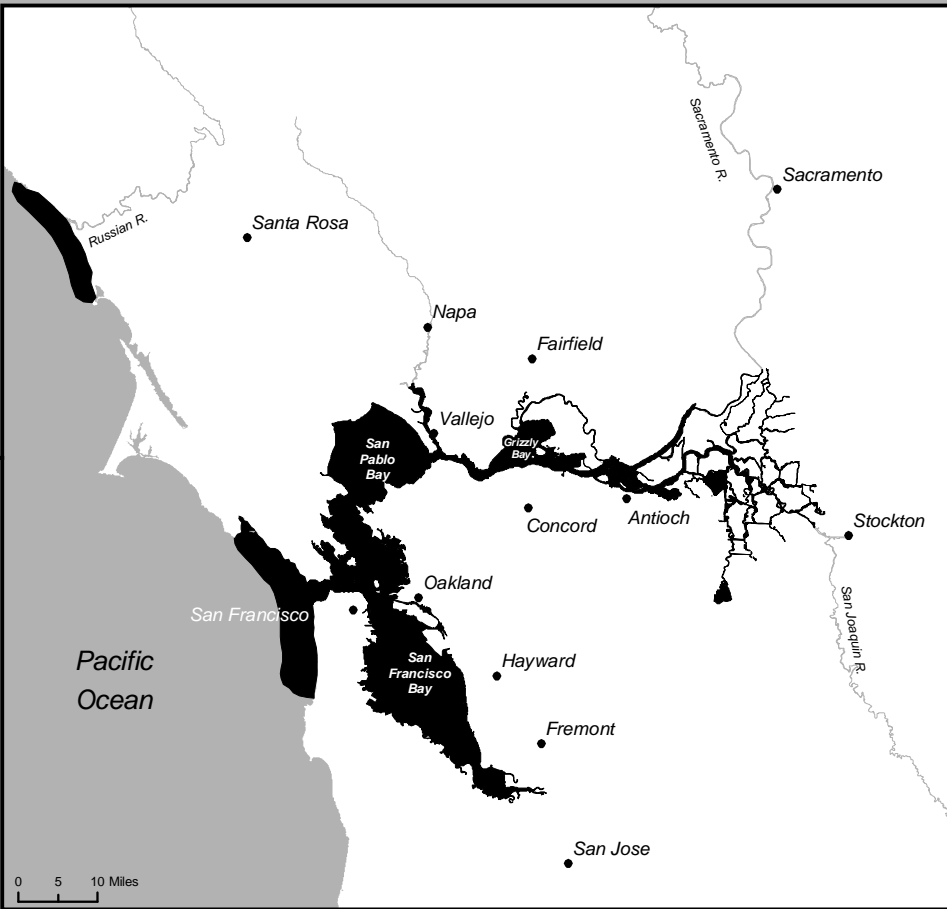 Sacramento R.
Sacramento
Russian R.
Santa Rosa
Napa
Fairfield
Vallejo
San
Pablo
Bay
Grizzly
Bay
Concord
Antioch
Stockton
Oakland
San Francisco
San Joaquin R.
Pacific
Ocean
San
Francisco
Bay
Hayward
Fremont
San Jose
0 5 10 Miles